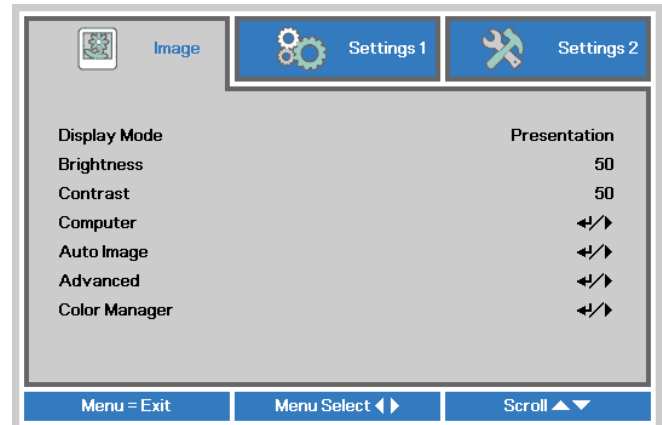 Image Settings 1 Settings 2
Display Mode Presentation
Brightness 50
Contrast 50
Computer ↵/▶
Auto Image ↵/▶
Advanced ↵/▶
Color Manager ↵/▶
Menu = Exit Menu Select ◀▶ Scroll ▲▼